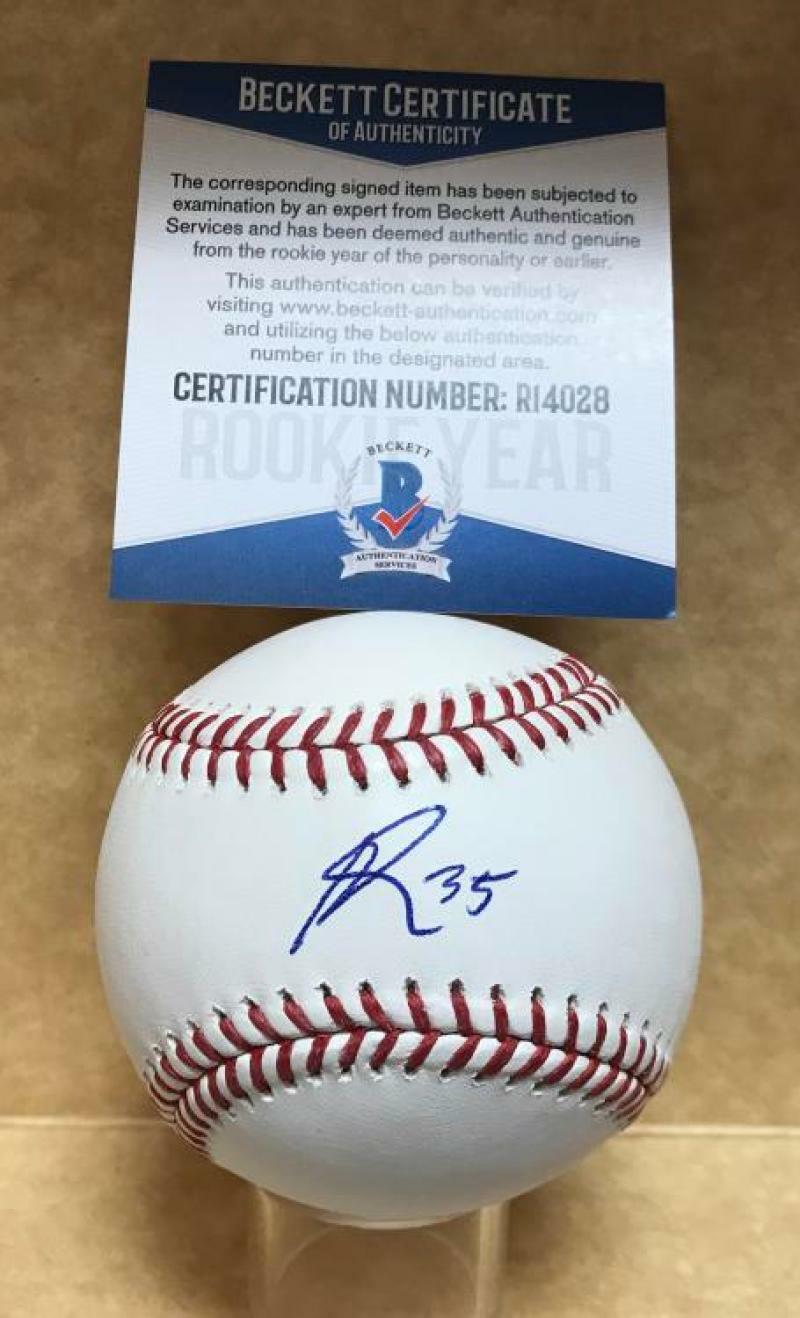 BECKETT CERTIFICATE
OF AUTHENTICITY
The corresponding signed item has been subjected to
examination by an expert from Beckett Authentication
Services and has been deemed authentic and genuine
from the rookie year of the personality or earlier.
This authentication can be verified by
visiting www.beckett-authentication.com
and utilizing the below authentication
number in the designated area.
CERTIFICATION NUMBER: R14028
ROOKIE YEAR
BECKETT
B
AUTHENTICATION
SERVICES
35